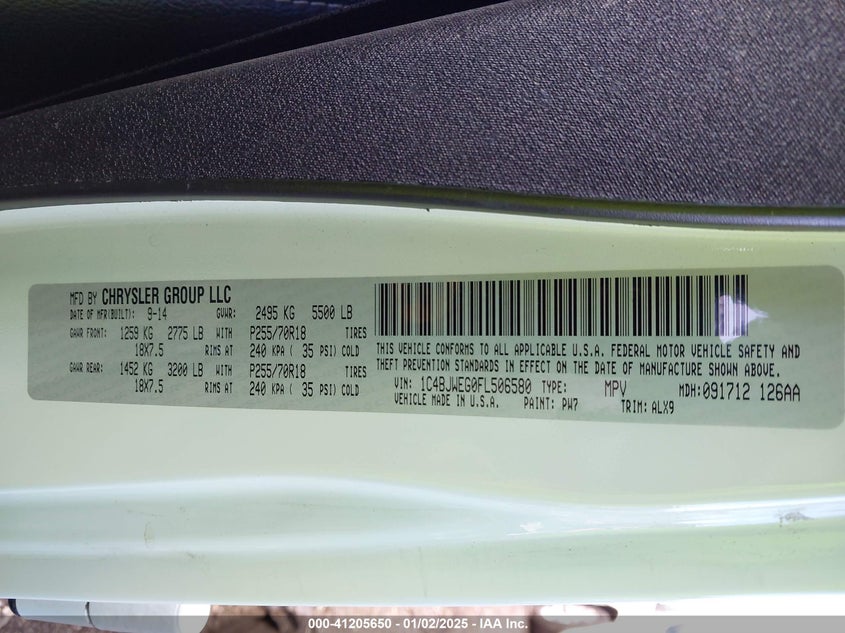 MFD BY CHRYSLER GROUP LLC
DATE OF MFR(BUILT): 9-14 GVWR: 2495 KG 5500 LB
GAWR FRONT: 1259 KG 2775 LB WITH P255/70R18 TIRES
18X7.5 RIMS AT 240 KPA ( 35 PSI) COLD
GAWR REAR: 1452 KG 3200 LB WITH P255/70R18 TIRES
18X7.5 RIMS AT 240 KPA ( 35 PSI) COLD
THIS VEHICLE CONFORMS TO ALL APPLICABLE U.S.A. FEDERAL MOTOR VEHICLE SAFETY AND
THEFT PREVENTION STANDARDS IN EFFECT ON THE DATE OF MANUFACTURE SHOWN ABOVE.
VIN: 1C4BJWEG0FL506580 TYPE: MPV MDH: 091712 126AA
VEHICLE MADE IN U.S.A. PAINT: PW7 TRIM: ALX9
000-41205650 - 01/02/2025 - IAA Inc.